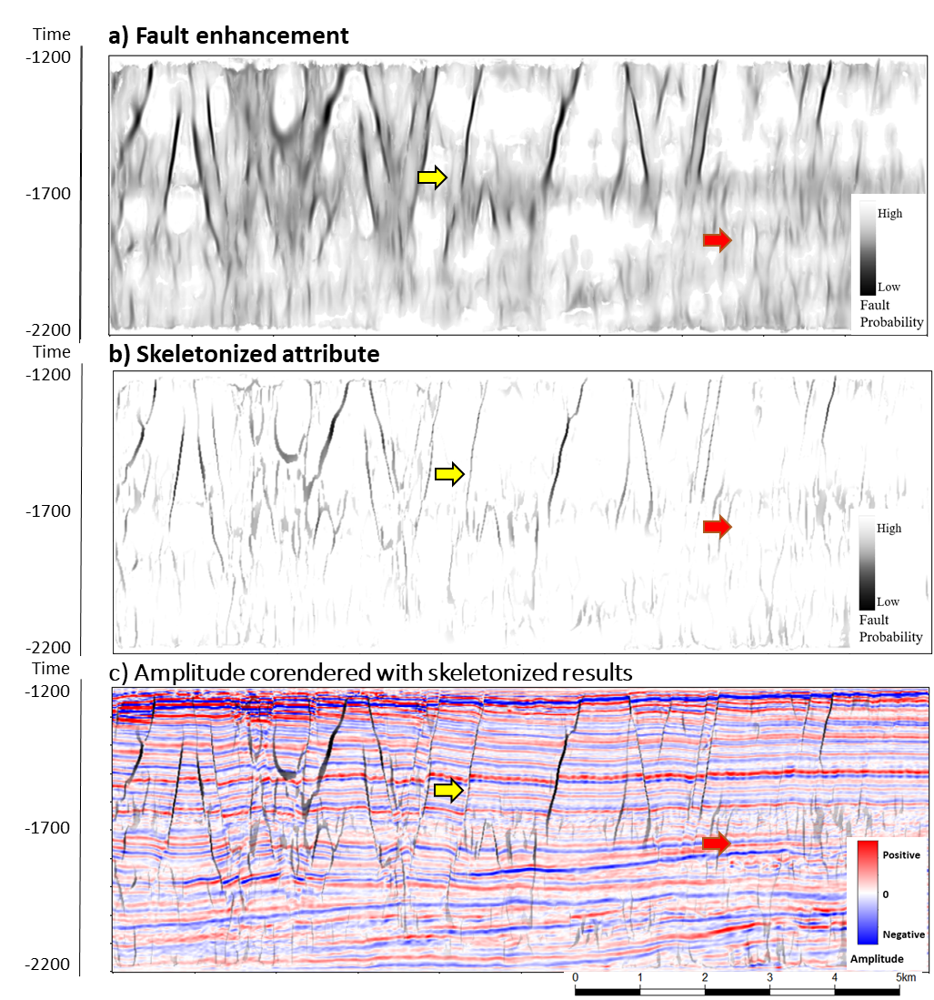 Time
a) Fault enhancement
-1200
-1700
High
Low
Fault
Probability
-2200
Time
b) Skeletonized attribute
-1200
-1700
High
Low
Fault
Probability
-2200
Time
c) Amplitude corendered with skeletonized results
-1200
-1700
Positive
0
Negative
Amplitude
-2200
0 1 2 3 4 5km